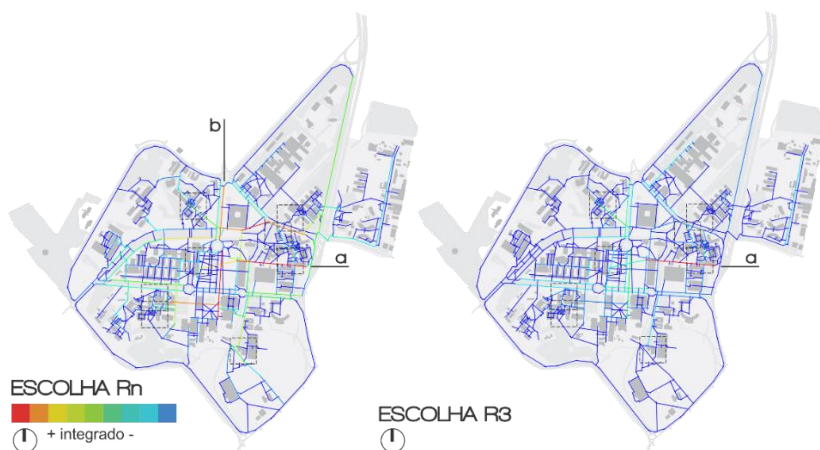 b
a
a
ESCOLHA Rn
+ integrado -
ESCOLHA R3